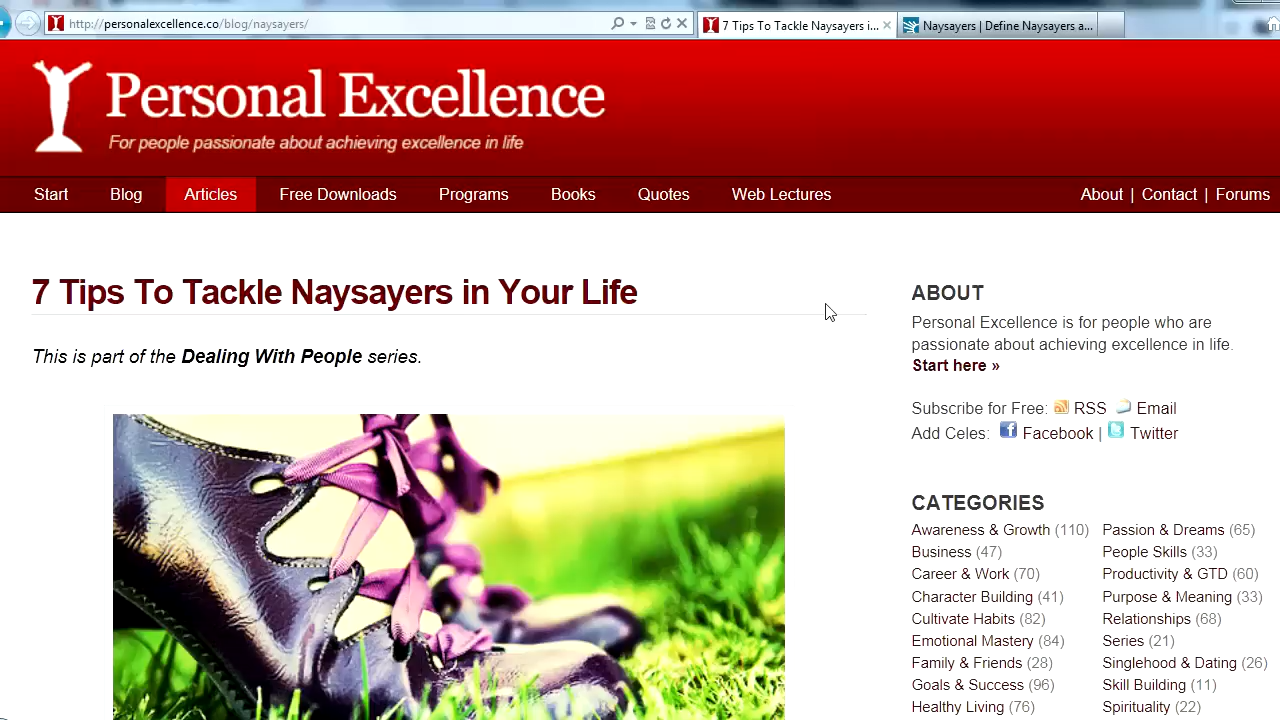 http://personalexcellence.co/blog/naysayers/
7 Tips To Tackle Naysayers i...
Naysayers | Define Naysayers a...
Personal Excellence
For people passionate about achieving excellence in life
Start Blog Articles Free Downloads Programs Books Quotes Web Lectures About | Contact | Forums
7 Tips To Tackle Naysayers in Your Life
This is part of the Dealing With People series.
ABOUT
Personal Excellence is for people who are
passionate about achieving excellence in life.
Start here »
Subscribe for Free: RSS Email
Add Celes: Facebook | Twitter
CATEGORIES
Awareness & Growth (110) Passion & Dreams (65)
Business (47) People Skills (33)
Career & Work (70) Productivity & GTD (60)
Character Building (41) Purpose & Meaning (33)
Cultivate Habits (82) Relationships (68)
Emotional Mastery (84) Series (21)
Family & Friends (28) Singlehood & Dating (26)
Goals & Success (96) Skill Building (11)
Healthy Living (76) Spirituality (22)